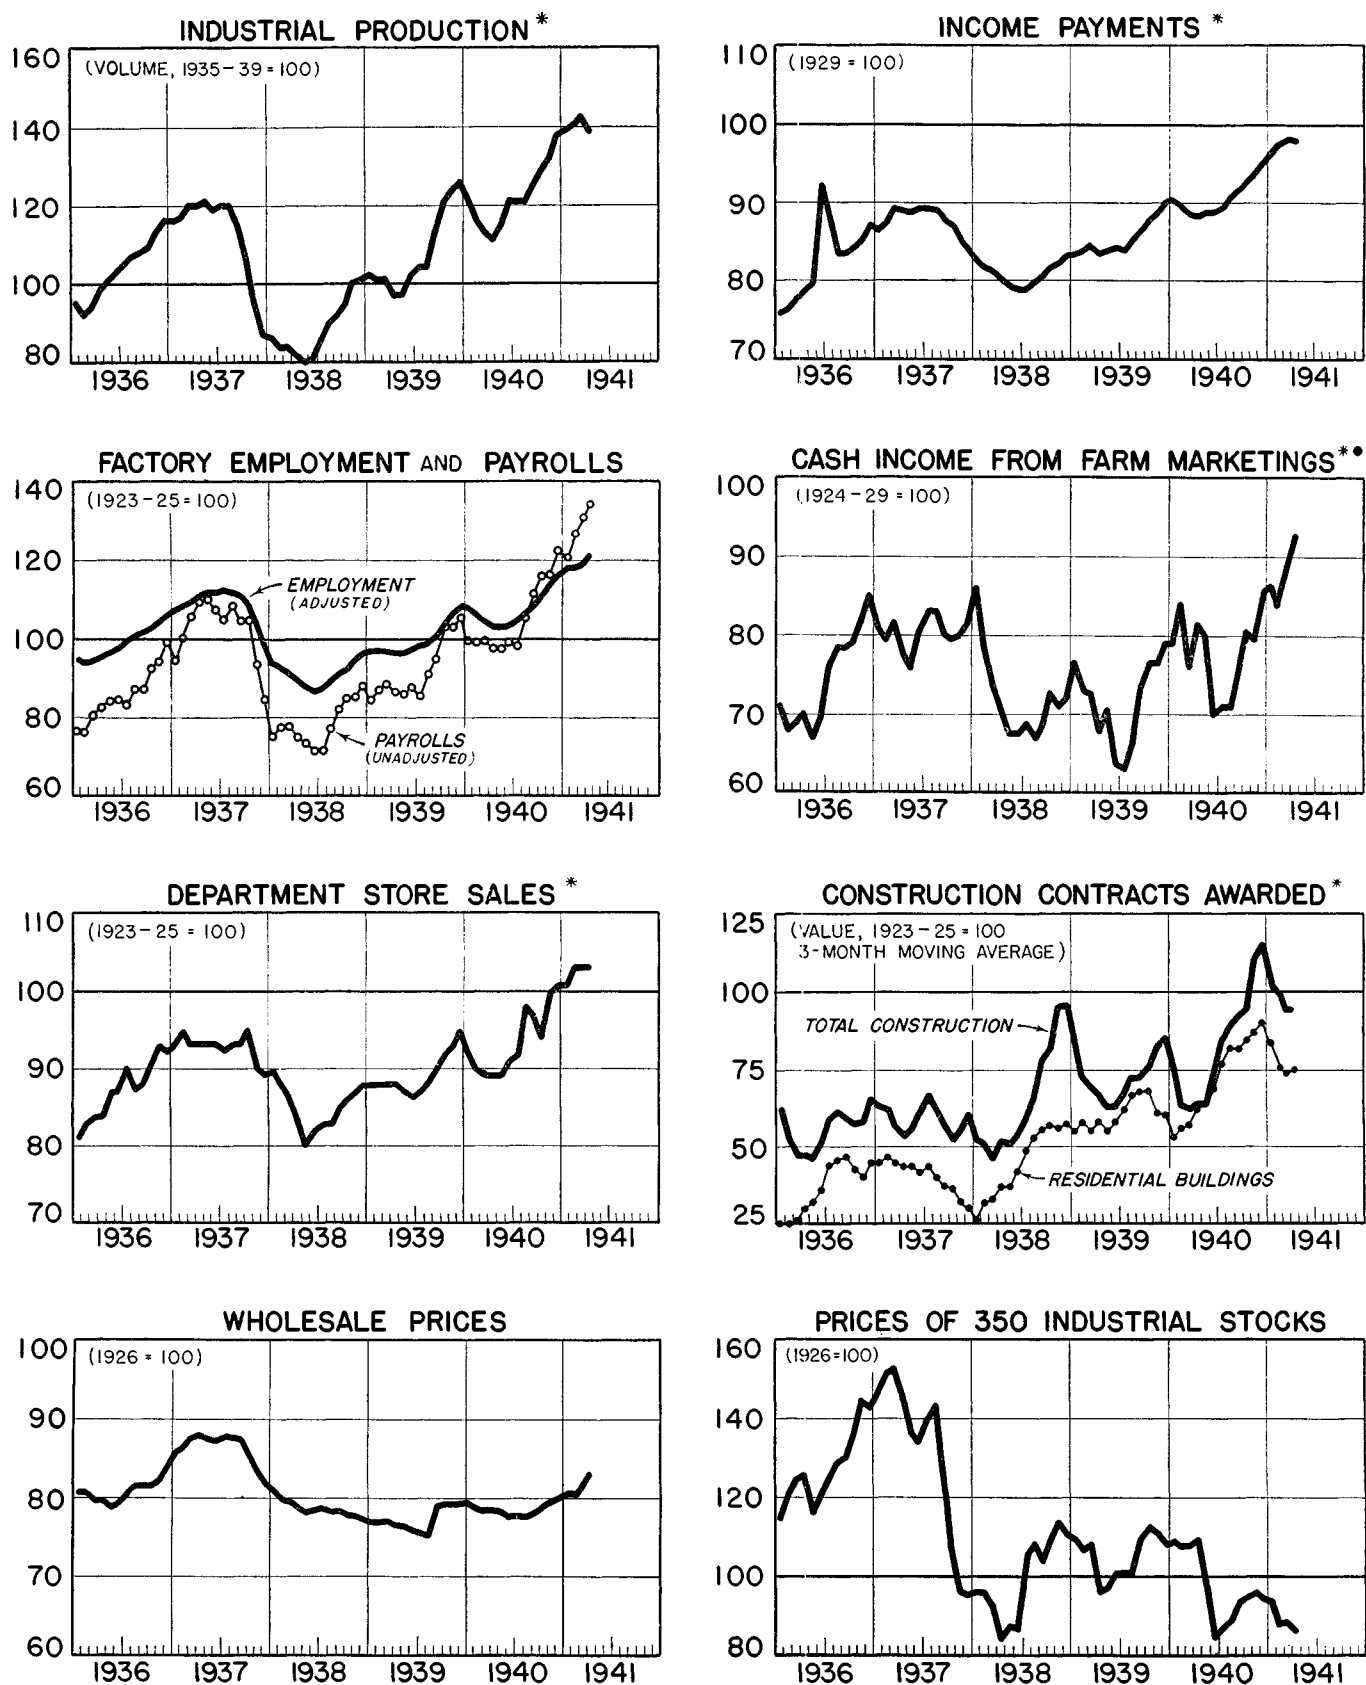 INDUSTRIAL PRODUCTION*
(VOLUME, 1935-39=100)
160
140
120
100
80
1936 1937 1938 1939 1940 1941
INCOME PAYMENTS*
(1929 = 100)
110
100
90
80
70
1936 1937 1938 1939 1940 1941
FACTORY EMPLOYMENT AND PAYROLLS
(1923-25=100)
140
120
100
80
60
EMPLOYMENT
(ADJUSTED)
PAYROLLS
(UNADJUSTED)
1936 1937 1938 1939 1940 1941
CASH INCOME FROM FARM MARKETINGS*•
(1924-29=100)
100
90
80
70
60
1936 1937 1938 1939 1940 1941
DEPARTMENT STORE SALES*
(1923-25 = 100)
110
100
90
80
70
1936 1937 1938 1939 1940 1941
CONSTRUCTION CONTRACTS AWARDED*
(VALUE, 1923-25=100
3-MONTH MOVING AVERAGE)
125
100
75
50
25
TOTAL CONSTRUCTION
RESIDENTIAL BUILDINGS
1936 1937 1938 1939 1940 1941
WHOLESALE PRICES
(1926 = 100)
100
90
80
70
60
1936 1937 1938 1939 1940 1941
PRICES OF 350 INDUSTRIAL STOCKS
(1926=100)
160
140
120
100
80
1936 1937 1938 1939 1940 1941